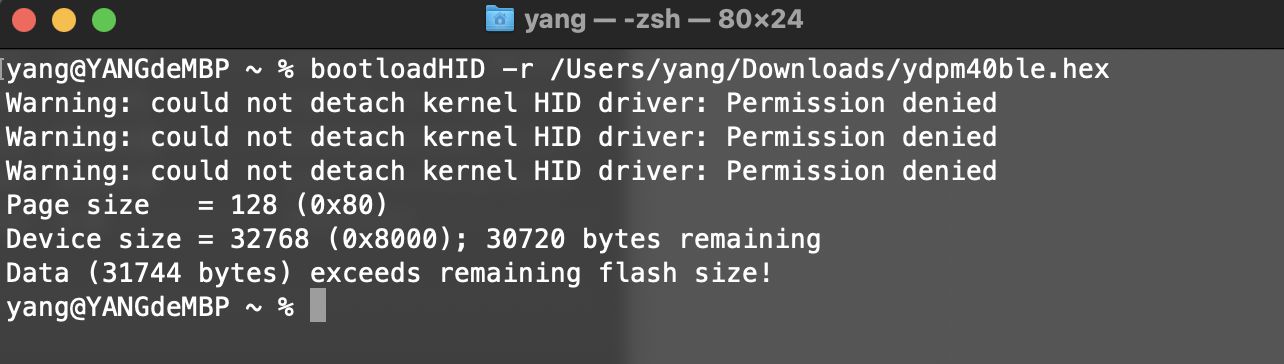 yang — -zsh — 80×24
yang@YANGdeMBP ~ % bootloadHID -r /Users/yang/Downloads/ydpm40ble.hex
Warning: could not detach kernel HID driver: Permission denied
Warning: could not detach kernel HID driver: Permission denied
Warning: could not detach kernel HID driver: Permission denied
Page size   = 128 (0x80)
Device size = 32768 (0x8000); 30720 bytes remaining
Data (31744 bytes) exceeds remaining flash size!
yang@YANGdeMBP ~ %